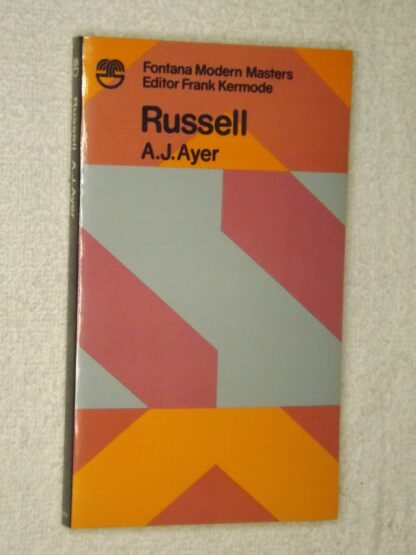 Fontana Modern Masters
Editor Frank Kermode
Russell
A.J.Ayer
Russell A.J.Ayer